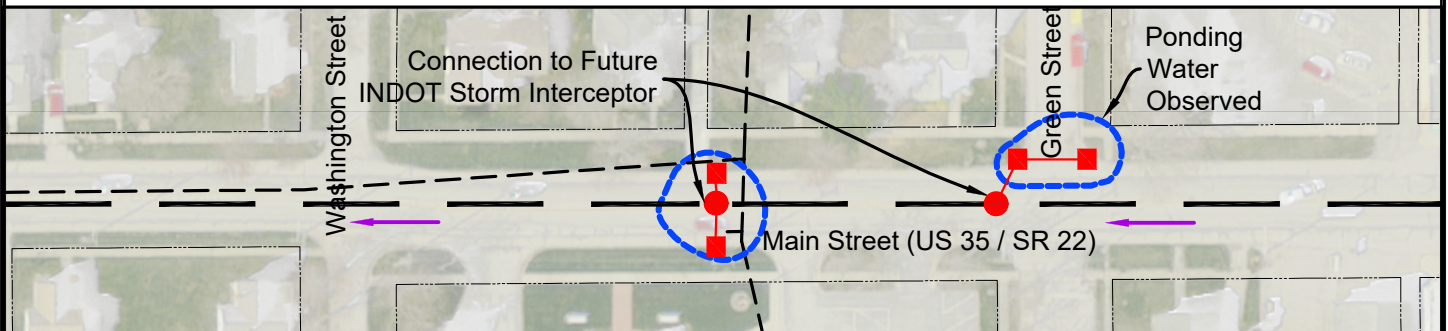 Washington Street
Connection to Future
INDOT Storm Interceptor
Green Street
Ponding
Water
Observed
Main Street (US 35 / SR 22)